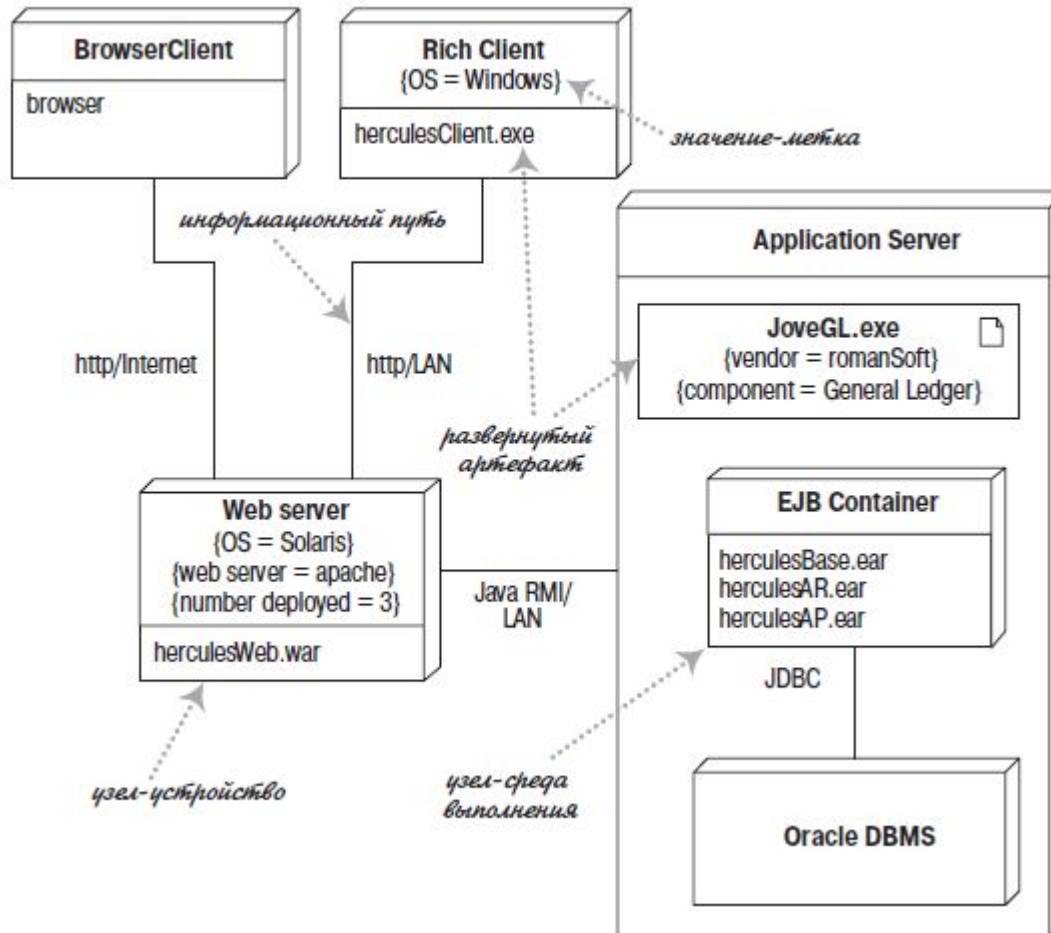 BrowserClient
browser
Rich Client
{OS = Windows}
herculesClient.exe
значение-метка
информационный путь
http/Internet
http/LAN
развернутый
артефакт
Application Server
JoveGL.exe
{vendor = romanSoft}
{component = General Ledger}
Web server
{OS = Solaris}
{web server = apache}
{number deployed = 3}
herculesWeb.war
Java RMI/
LAN
EJB Container
herculesBase.ear
herculesAR.ear
herculesAP.ear
JDBC
узел-устройство
узел-среда
выполнения
Oracle DBMS